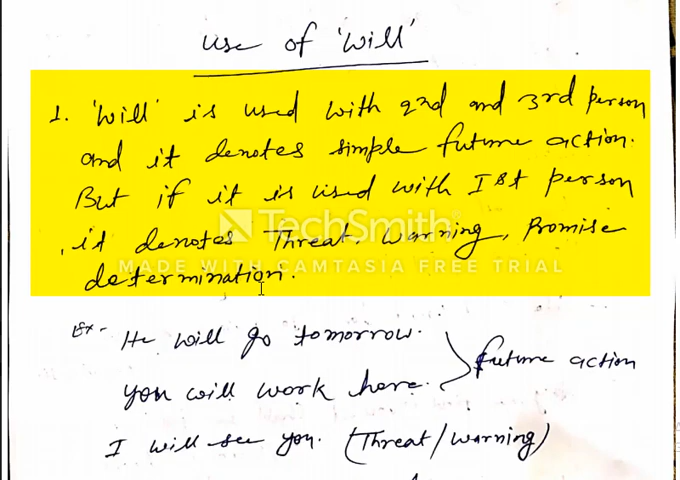 Use of 'Will'
1. 'Will' is used with 2nd and 3rd person
and it denotes simple future action.
But if it is used with Ist person
it denotes Threat, Warning, Promise
determination.
TechSmith
MADE WITH CAMTASIA FREE TRIAL
Ex- He will go tomorrow.
you will work here. } future action
I will see you. (Threat/warning)